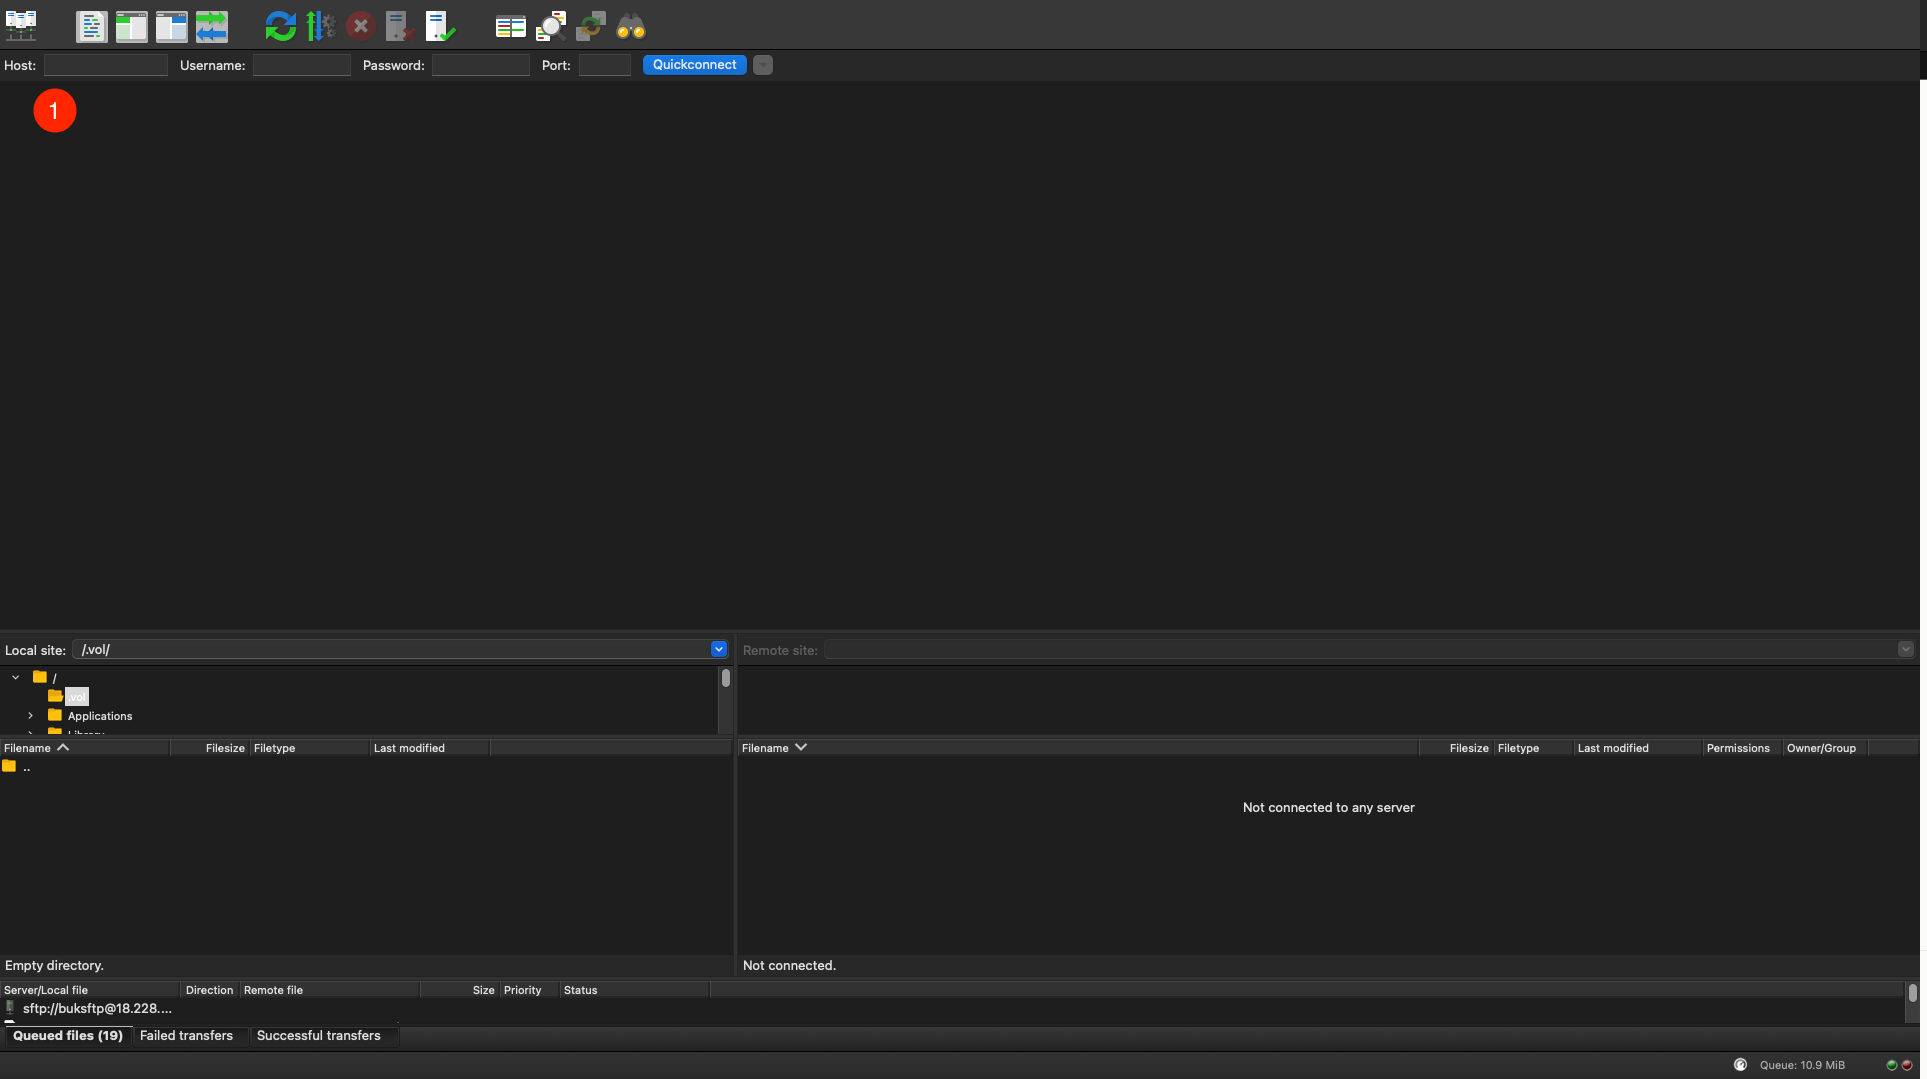 Host: Username: Password: Port: Quickconnect
1
Local site: /.vol/
Remote site:
/
.vol
Applications
Library
Filename Filesize Filetype Last modified
..
Empty directory.
Filename Filesize Filetype Last modified Permissions Owner/Group
Not connected to any server
Not connected.
Server/Local file Direction Remote file Size Priority Status
sftp://buksftp@18.228....
Queued files (19) Failed transfers Successful transfers
Queue: 10.9 MiB